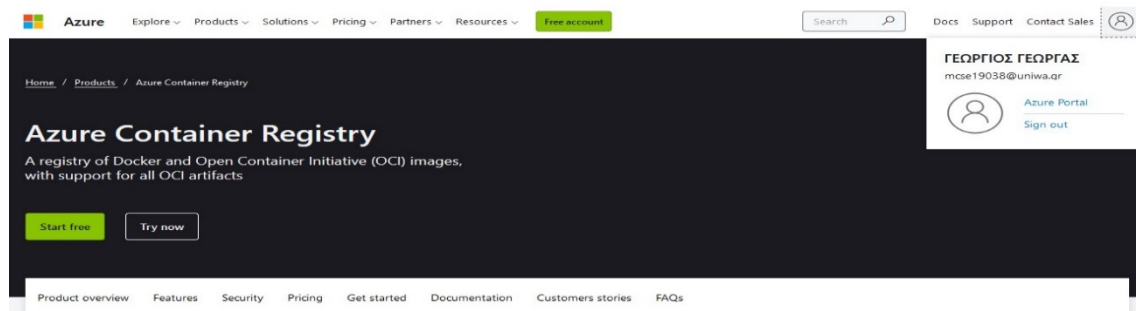 Azure Explore Products Solutions Pricing Partners Resources Free account Search Docs Support Contact Sales
ΓΕΩΡΓΙΟΣ ΓΕΩΡΓΑΣ
mcse19038@uniwa.gr
Azure Portal
Sign out
Home / Products / Azure Container Registry
Azure Container Registry
A registry of Docker and Open Container Initiative (OCI) images,
with support for all OCI artifacts
Start free Try now
Product overview Features Security Pricing Get started Documentation Customers stories FAQs